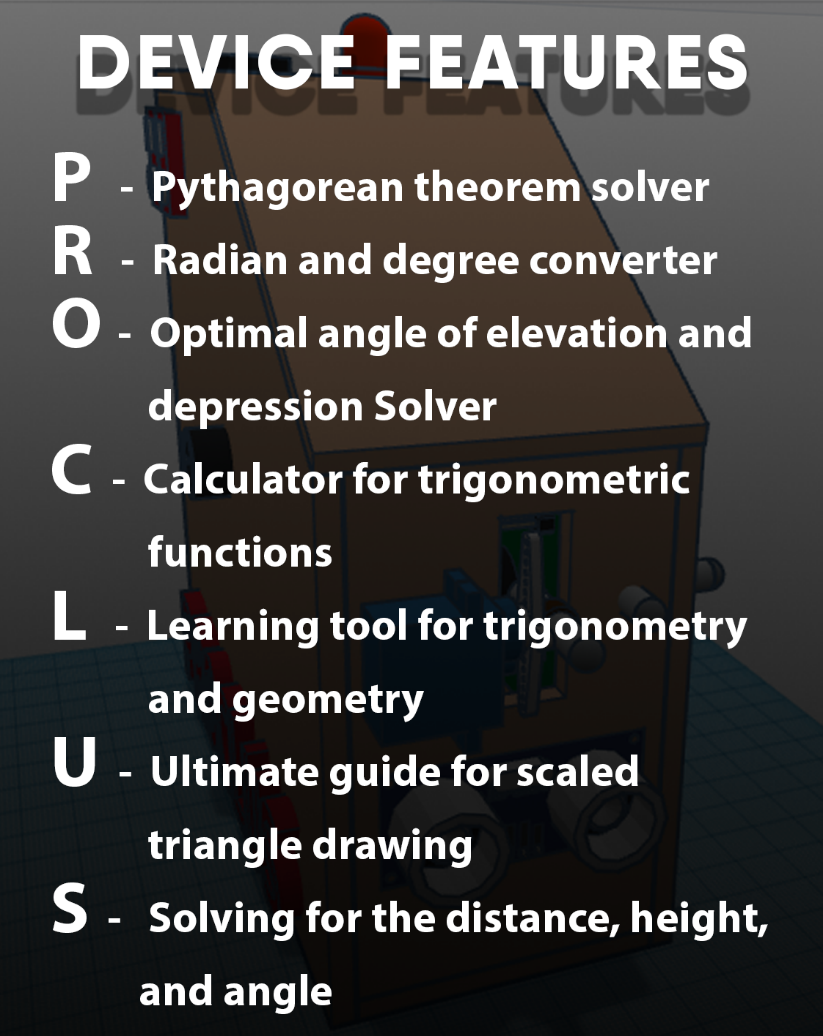 DEVICE FEATURES
P - Pythagorean theorem solver
R - Radian and degree converter
O - Optimal angle of elevation and
depression Solver
C - Calculator for trigonometric
functions
L - Learning tool for trigonometry
and geometry
U - Ultimate guide for scaled
triangle drawing
S - Solving for the distance, height,
and angle